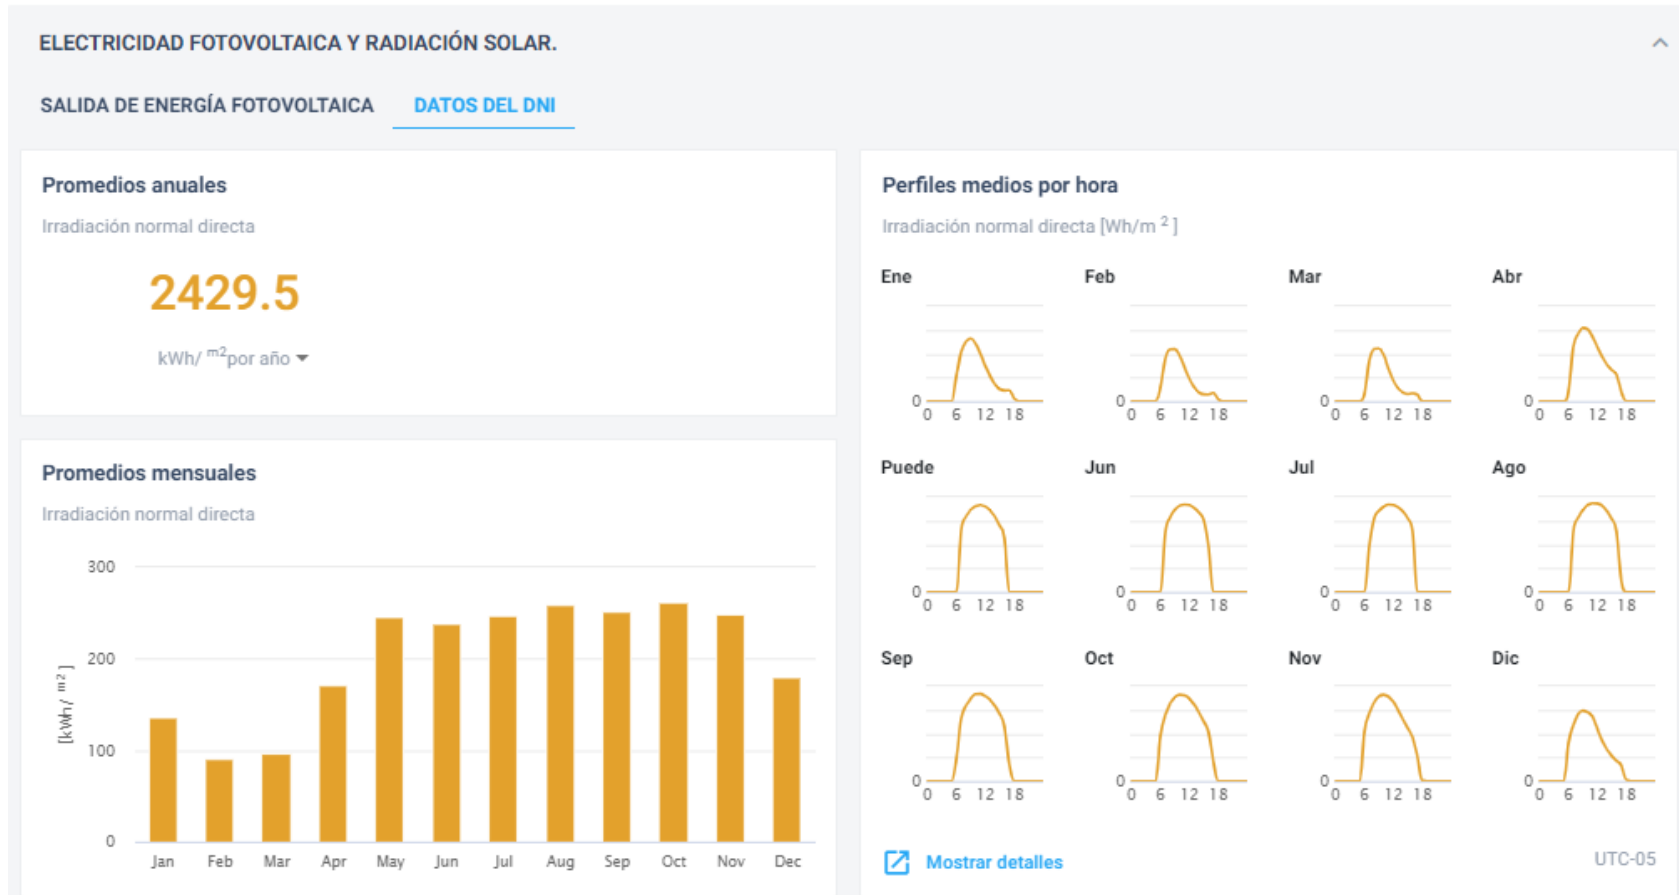 ELECTRICIDAD FOTOVOLTAICA Y RADIACIÓN SOLAR.
SALIDA DE ENERGÍA FOTOVOLTAICA DATOS DEL DNI
Promedios anuales
Irradiación normal directa
2429.5
kWh/ m2por año
Promedios mensuales
Irradiación normal directa
300
200
100
0
[kWh/ m2 ]
Jan Feb Mar Apr May Jun Jul Aug Sep Oct Nov Dec
Perfiles medios por hora
Irradiación normal directa [Wh/m 2 ]
Ene Feb Mar Abr
0 0 0 0
0 6 12 18 0 6 12 18 0 6 12 18 0 6 12 18
Puede Jun Jul Ago
0 0 0 0
0 6 12 18 0 6 12 18 0 6 12 18 0 6 12 18
Sep Oct Nov Dic
0 0 0 0
0 6 12 18 0 6 12 18 0 6 12 18 0 6 12 18
Mostrar detalles UTC-05